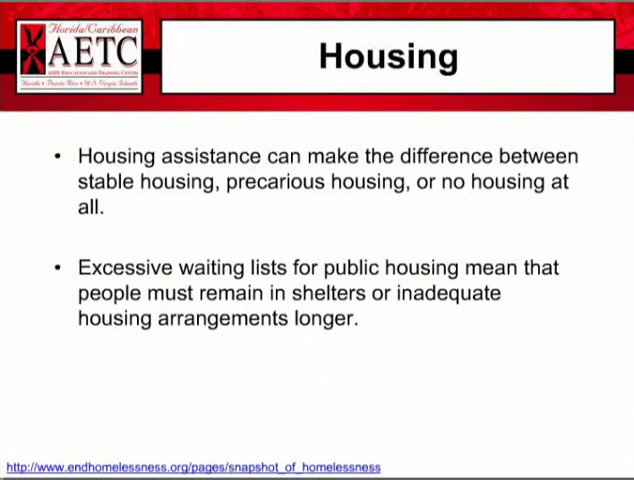 Florida/Caribbean
AETC
AIDS EDUCATION AND TRAINING CENTER
Florida • Puerto Rico • U.S. Virgin Islands
Housing
• Housing assistance can make the difference between
stable housing, precarious housing, or no housing at
all.
• Excessive waiting lists for public housing mean that
people must remain in shelters or inadequate
housing arrangements longer.
http://www.endhomelessness.org/pages/snapshot_of_homelessness